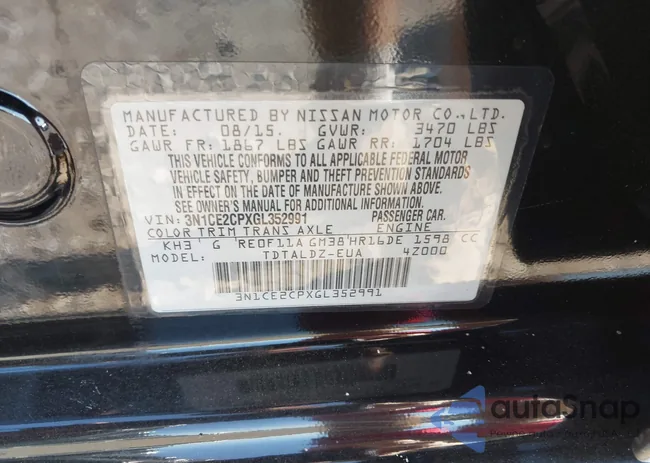 MANUFACTURED BY NISSAN MOTOR CO.,LTD.
DATE: 08/15. GVWR: 3470 LBS
GAWR FR: 1867 LBS GAWR RR: 1704 LBS
THIS VEHICLE CONFORMS TO ALL APPLICABLE FEDERAL MOTOR
VEHICLE SAFETY, BUMPER AND THEFT PREVENTION STANDARDS
IN EFFECT ON THE DATE OF MANUFACTURE SHOWN ABOVE.
SEE OWNER'S MANUAL FOR ADDITIONAL INFORMATION.
VIN: 3N1CE2CPXGL352991 PASSENGER CAR.
COLOR TRIM TRANS AXLE ENGINE
KH3 G RE0F11A GM38 HR16DE 1598 CC
MODEL: TDTALDZ-EUA 4Z000
3N1CE2CPXGL352991
autoSnap